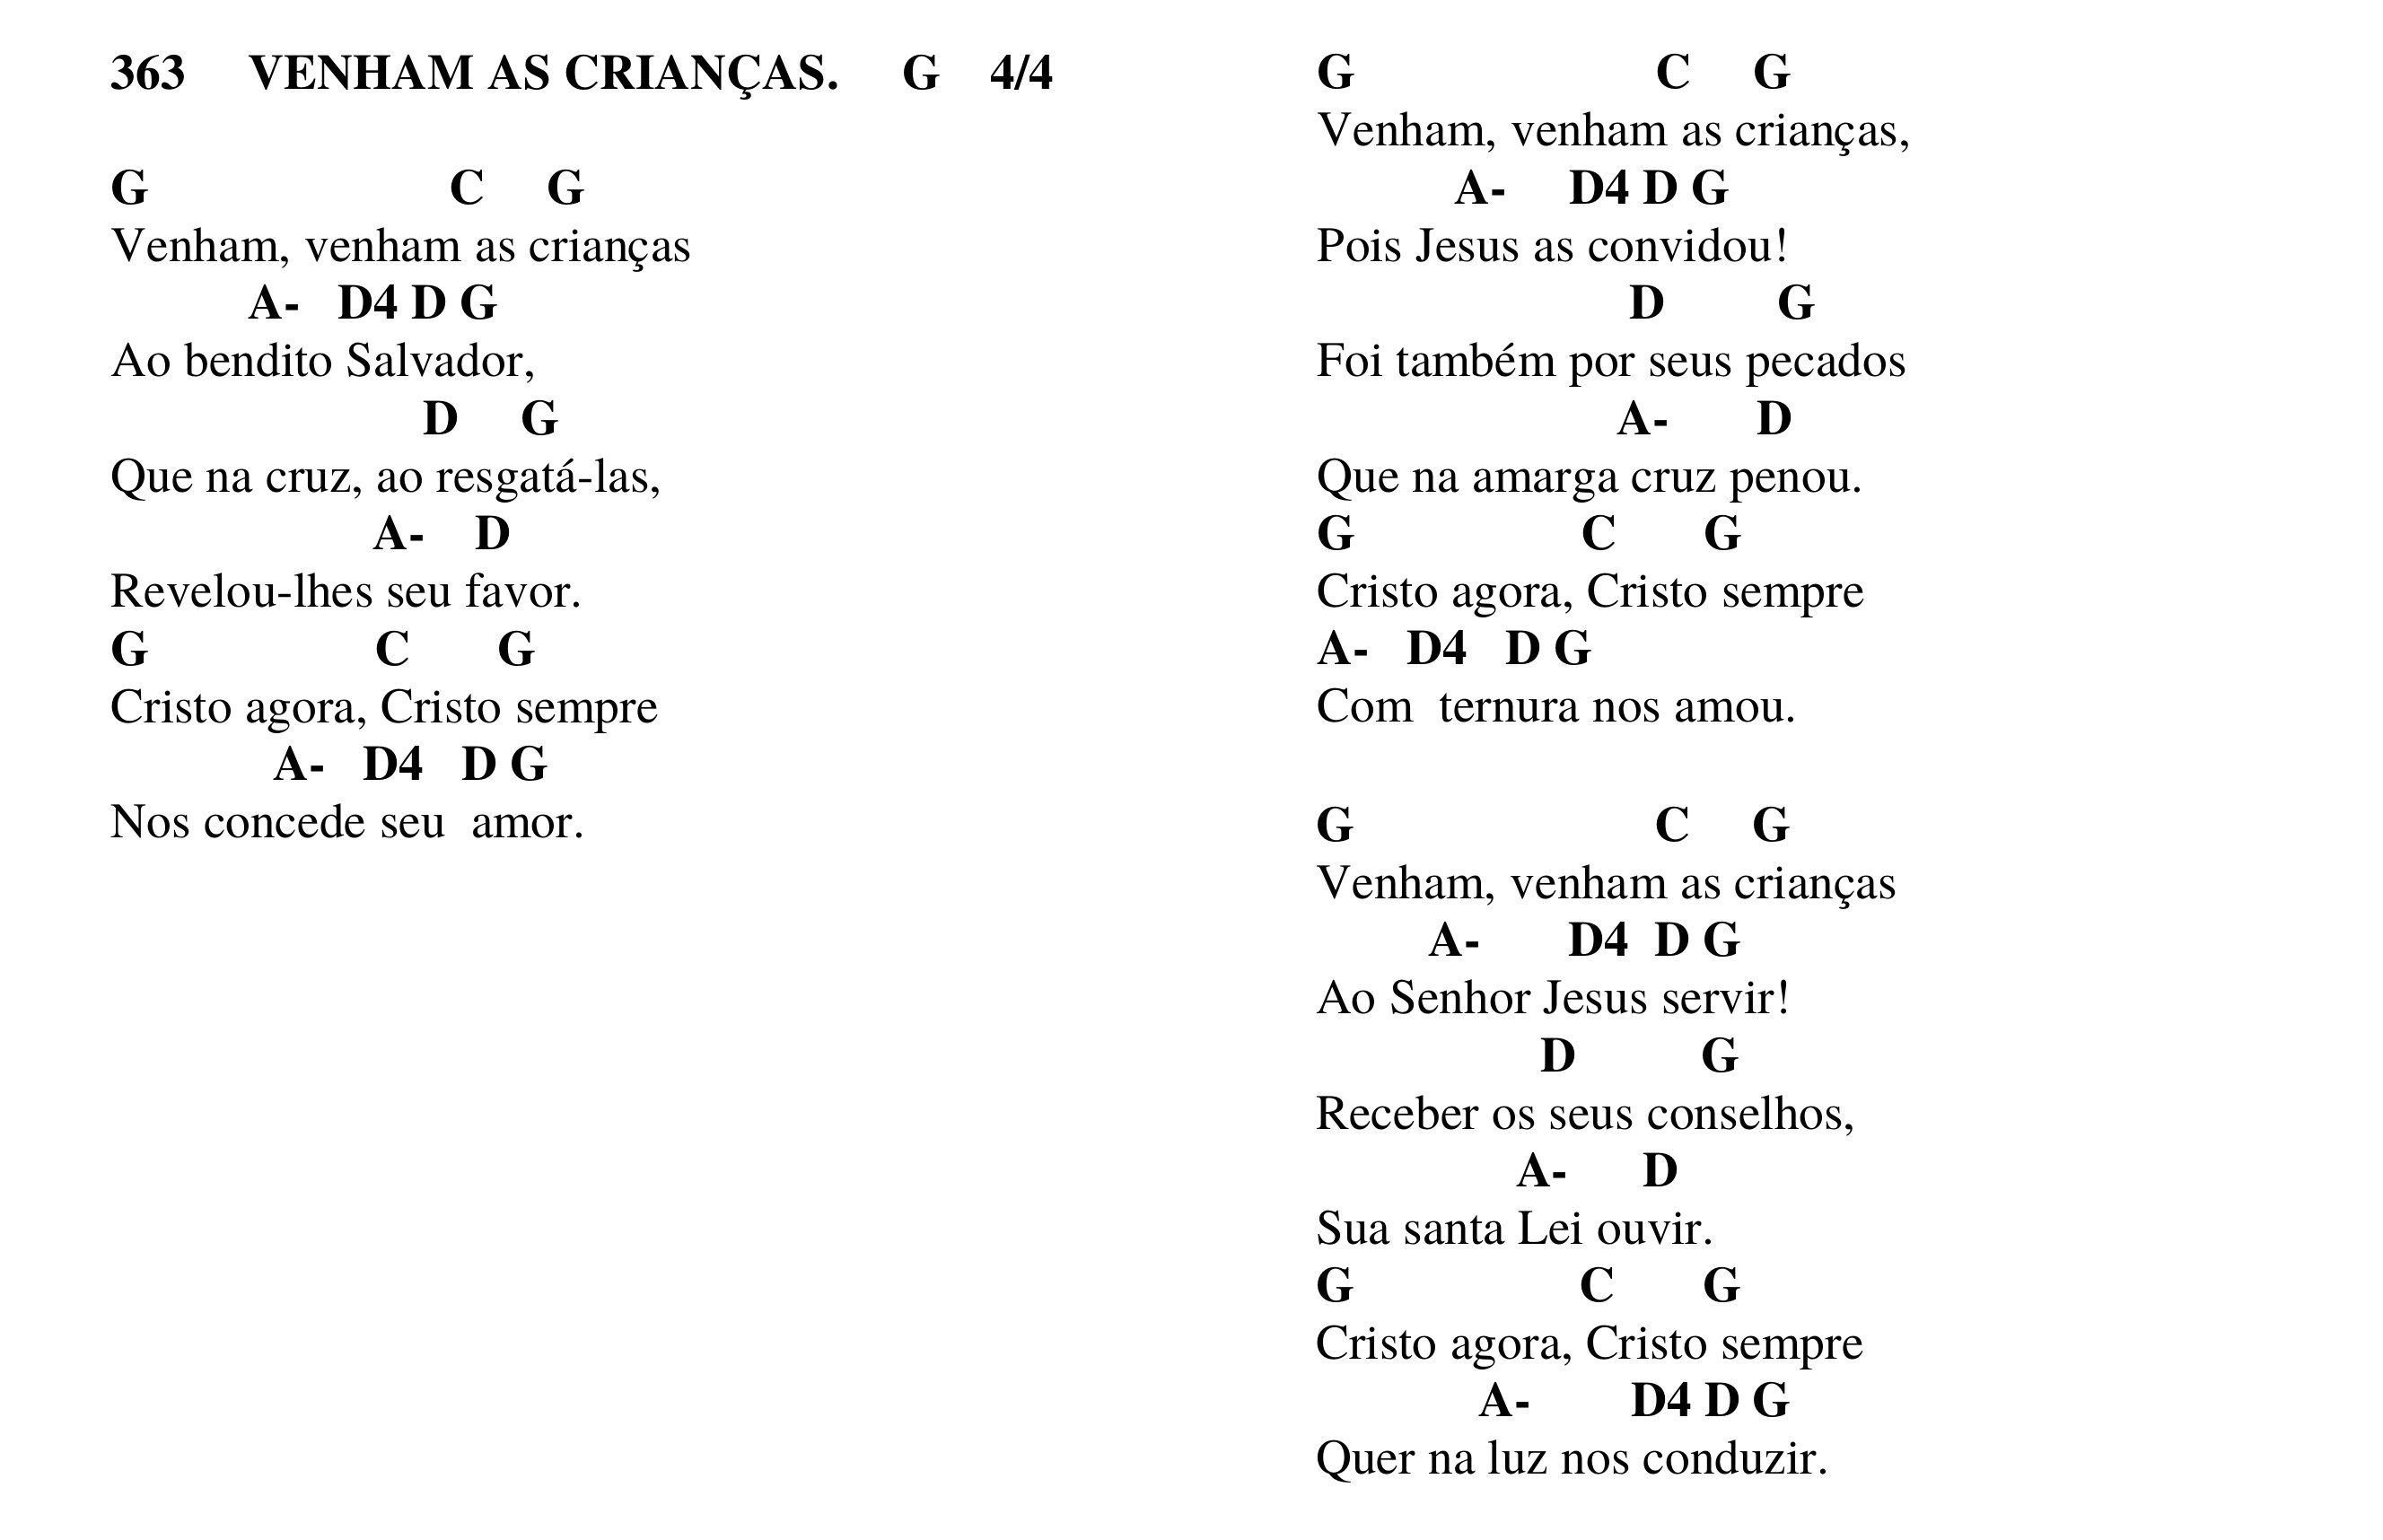 363     VENHAM AS CRIANÇAS.     G    4/4
G                        C     G
Venham, venham as crianças
           A-   D4 D G
Ao bendito Salvador,
                         D     G
Que na cruz, ao resgatá-las,
                     A-    D
Revelou-lhes seu favor.
G                  C       G
Cristo agora, Cristo sempre
             A-   D4   D G
Nos concede seu  amor.
G                        C     G
Venham, venham as crianças,
           A-     D4 D G
Pois Jesus as convidou!
                         D         G
Foi também por seus pecados
                        A-       D
Que na amarga cruz penou.
G                  C       G
Cristo agora, Cristo sempre
A-   D4   D G
Com  ternura nos amou.
G                        C     G
Venham, venham as crianças
         A-       D4  D G
Ao Senhor Jesus servir!
                  D          G
Receber os seus conselhos,
                A-      D
Sua santa Lei ouvir.
G                  C       G
Cristo agora, Cristo sempre
             A-        D4 D G
Quer na luz nos conduzir.